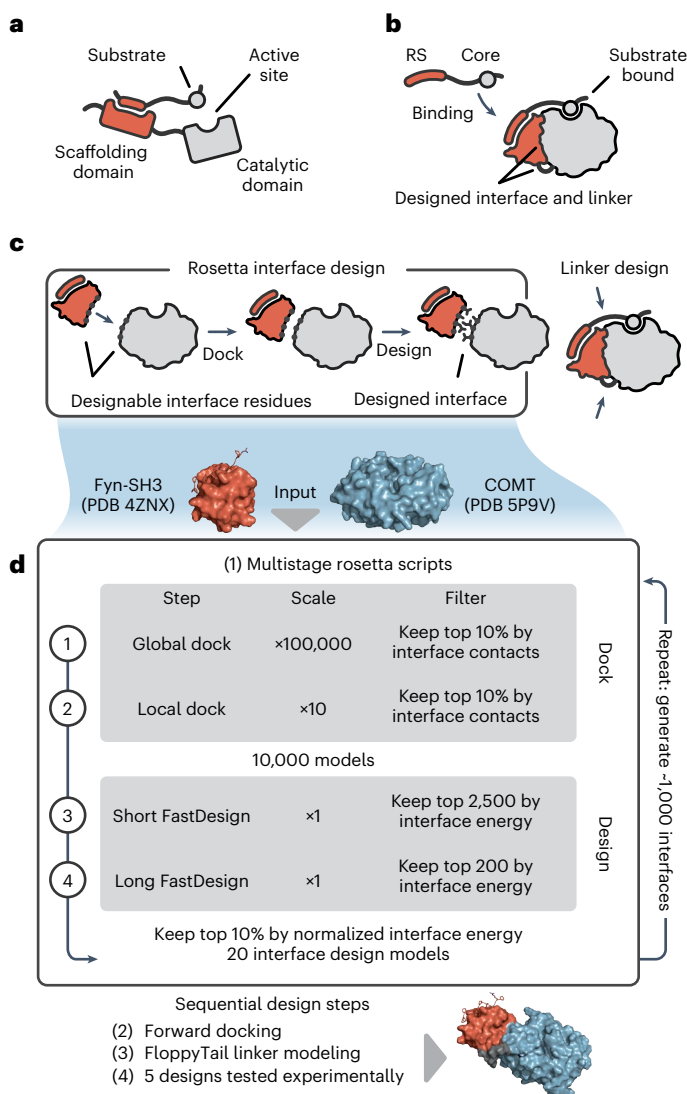 a
Substrate
Active
site
Scaffolding
domain
Catalytic
domain
b
RS
Core
Substrate
bound
Binding
Designed interface and linker
c
Rosetta interface design
Linker design
Dock
Design
Designable interface residues
Designed interface
Fyn-SH3
(PDB 4ZNX)
Input
COMT
(PDB 5P9V)
d
(1) Multistage rosetta scripts
Step Scale Filter
1 Global dock ×100,000 Keep top 10% by
interface contacts
2 Local dock ×10 Keep top 10% by
interface contacts
Dock
10,000 models
3 Short FastDesign ×1 Keep top 2,500 by
interface energy
4 Long FastDesign ×1 Keep top 200 by
interface energy
Design
Keep top 10% by normalized interface energy
20 interface design models
Repeat: generate ~1,000 interfaces
Sequential design steps
(2) Forward docking
(3) FloppyTail linker modeling
(4) 5 designs tested experimentally